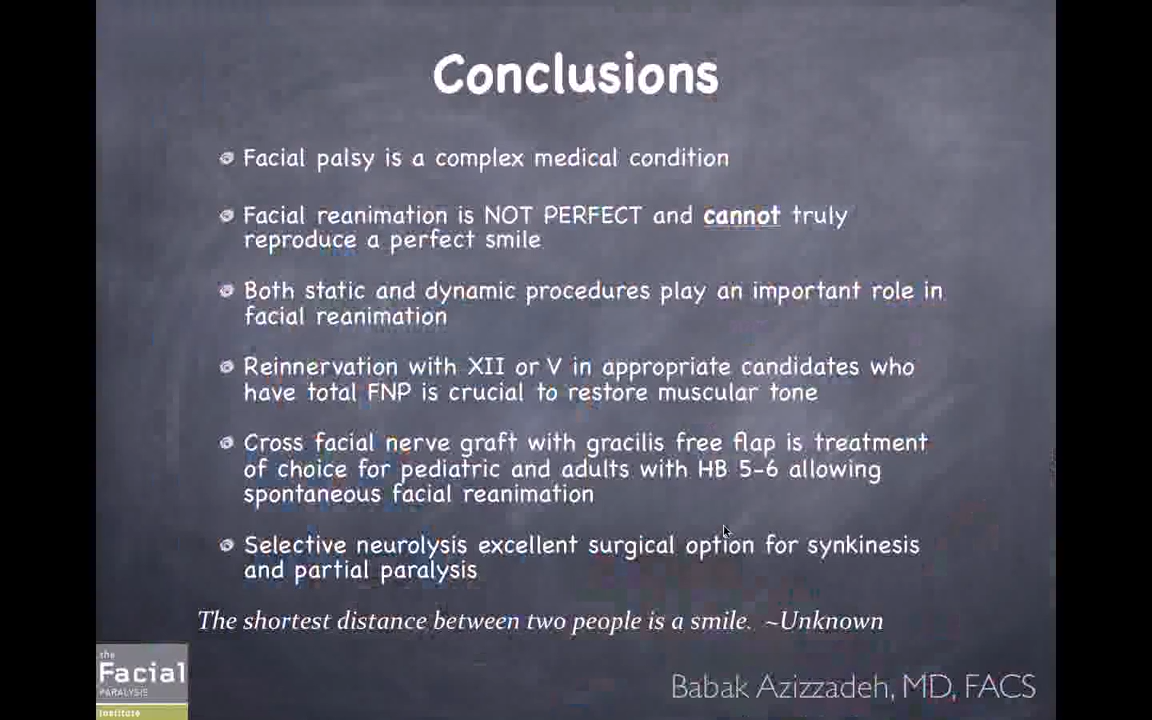 Conclusions
Facial palsy is a complex medical condition
Facial reanimation is NOT PERFECT and cannot truly
reproduce a perfect smile
Both static and dynamic procedures play an important role in
facial reanimation
Reinnervation with XII or V in appropriate candidates who
have total FNP is crucial to restore muscular tone
Cross facial nerve graft with gracilis free flap is treatment
of choice for pediatric and adults with HB 5-6 allowing
spontaneous facial reanimation
Selective neurolysis excellent surgical option for synkinesis
and partial paralysis
The shortest distance between two people is a smile. ~Unknown
the
Facial
PARALYSIS
Institute
Babak Azizzadeh, MD, FACS